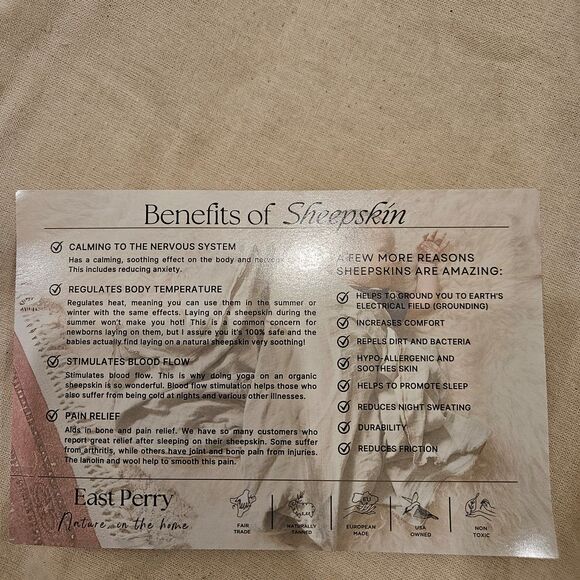 Benefits of Sheepskin
CALMING TO THE NERVOUS SYSTEM
Has a calming, soothing effect on the body and nervous
This includes reducing anxiety.
REGULATES BODY TEMPERATURE
Regulates heat, meaning you can use them in the summer or
winter with the same effects. Laying on a sheepskin during the
summer won't make you hot! This is a common concern for
newborns laying on them, but I assure you it's 100% safe and the
babies actually find laying on a natural sheepskin very soothing!
STIMULATES BLOOD FLOW
Stimulates blood flow. This is why doing yoga on an organic
sheepskin is so wonderful. Blood flow stimulation helps those who
also suffer from being cold at nights and various other illnesses.
PAIN RELIEF
Aids in bone and pain relief. We have so many customers who
report great relief after sleeping on their sheepskin. Some suffer
from arthritis, while others have joint and bone pain from injuries.
The lanolin and wool help to smooth this pain.
A FEW MORE REASONS
SHEEPSKINS ARE AMAZING:
HELPS TO GROUND YOU TO EARTH'S
ELECTRICAL FIELD (GROUNDING)
INCREASES COMFORT
REPELS DIRT AND BACTERIA
HYPO-ALLERGENIC AND
SOOTHES SKIN
HELPS TO PROMOTE SLEEP
REDUCES NIGHT SWEATING
DURABILITY
REDUCES FRICTION
East Perry
Nature in the home
FAIR
TRADE
NATURALLY
TANNED
EU
EUROPEAN
MADE
USA
OWNED
NON
TOXIC